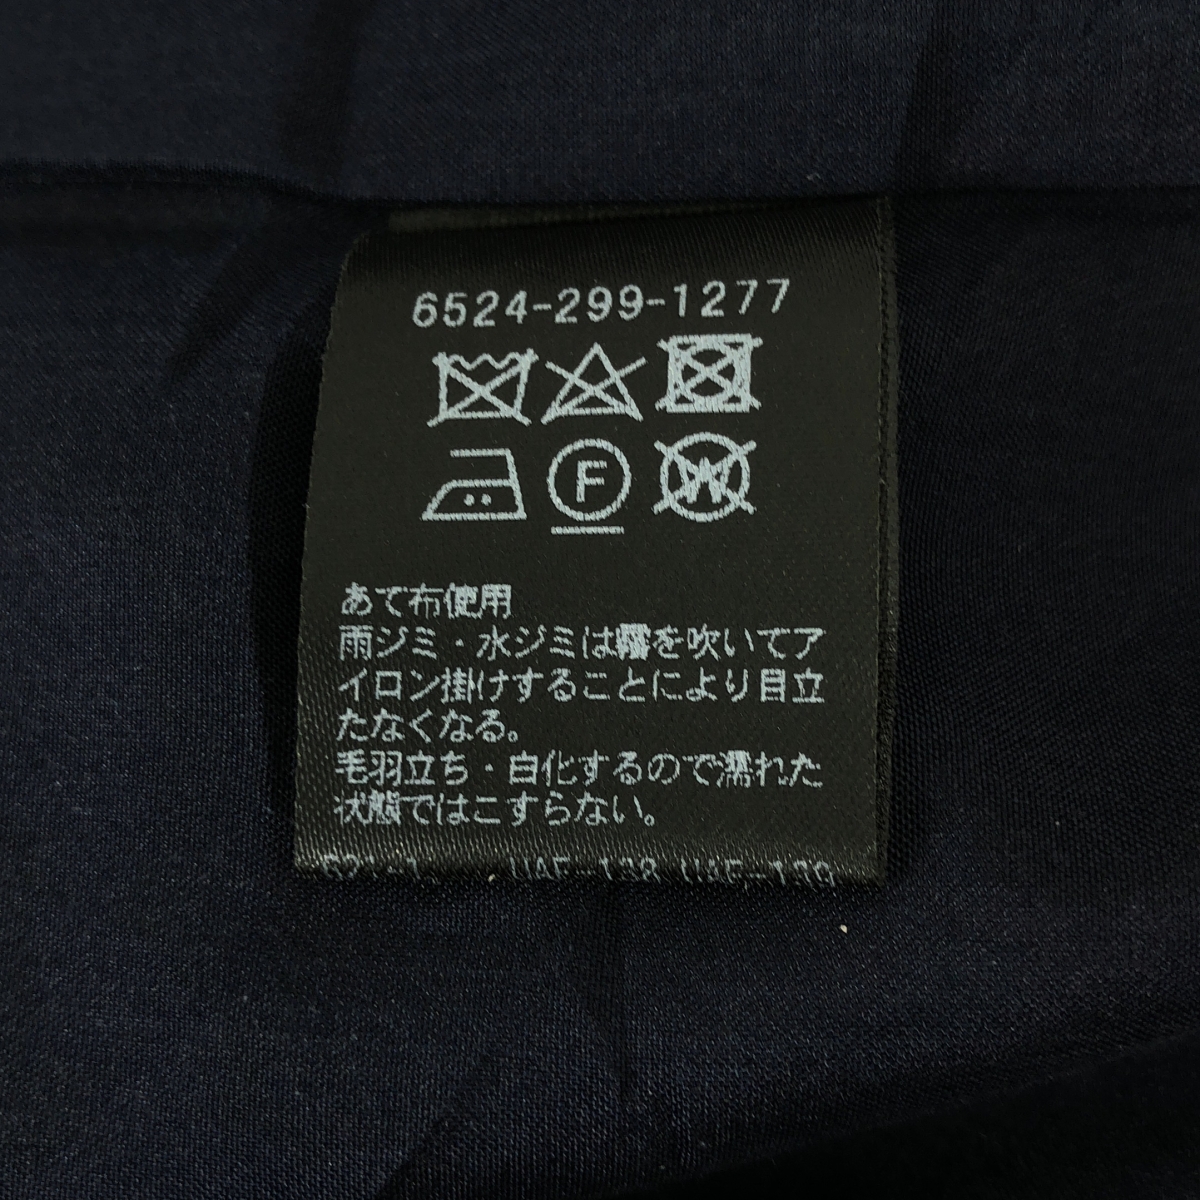 6524-299-1277
F
W
あて布使用
雨ジミ・水ジミは霧を吹いてア
イロン掛けすることにより目立
たなくなる。
毛羽立ち・白化するので濡れた
状態ではこすらない。
UAF-138